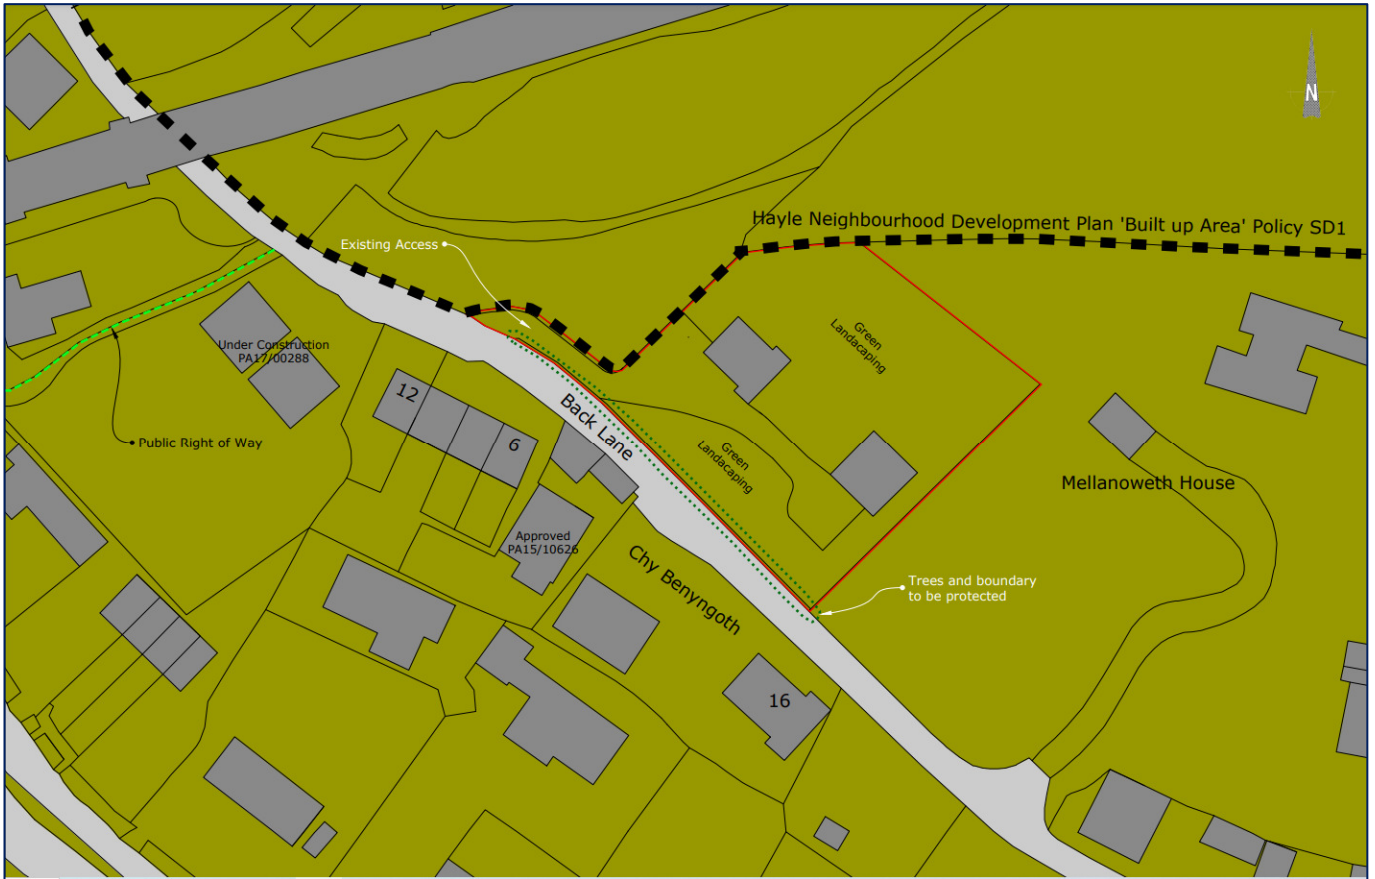 N
Hayle Neighbourhood Development Plan 'Built up Area' Policy SD1
Existing Access
Under Construction
PA17/00288
Green
Landacaping
12
Back Lane
6
Public Right of Way
Green
Landacaping
Mellanoweth House
Approved
PA15/10626
Chy Benyngoth
Trees and boundary
to be protected
16